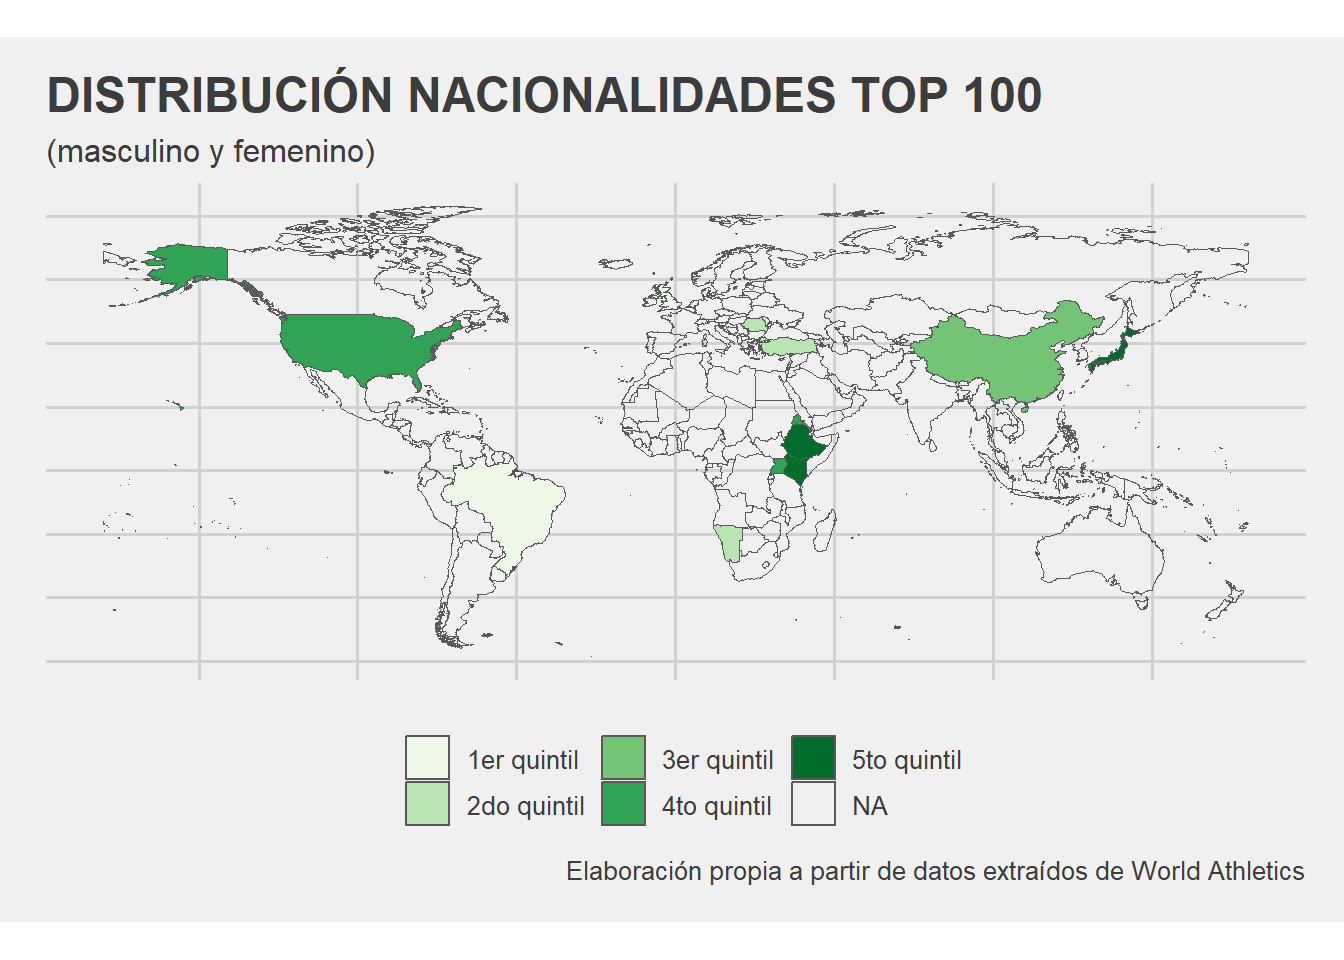 DISTRIBUCIÓN NACIONALIDADES TOP 100
(masculino y femenino)
1er quintil
3er quintil
5to quintil
2do quintil
4to quintil
NA
Elaboración propia a partir de datos extraídos de World Athletics